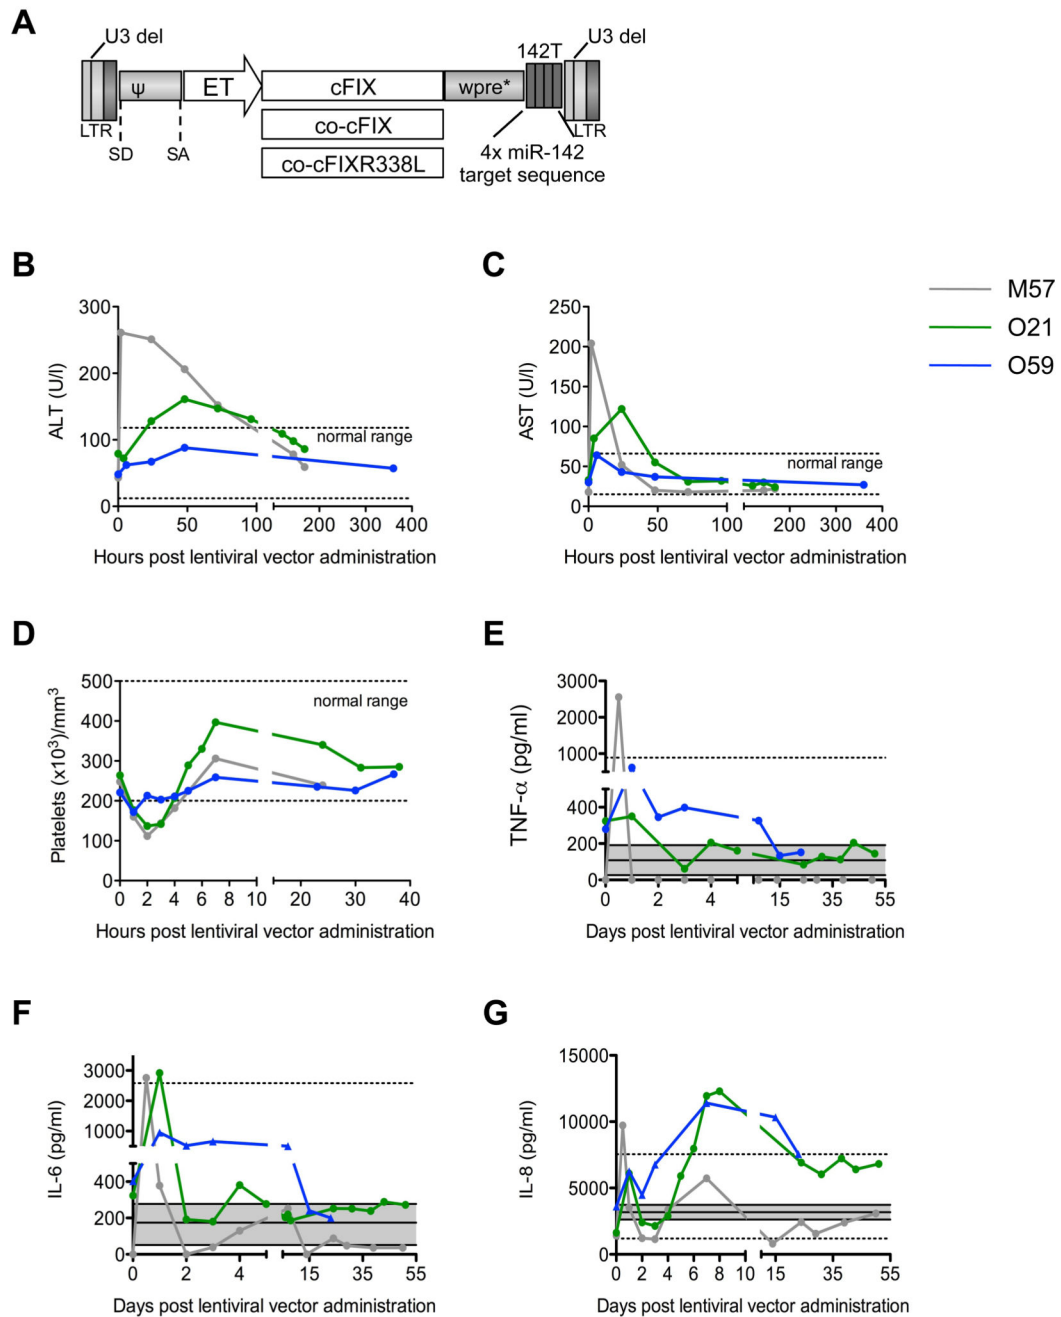 A
U3 del
U3 del
142T
ψ
ET
cFIX
wpre*
LTR
LTR
co-cFIX
SD
SA
co-cFIXR338L
4x miR-142
target sequence
B
ALT (U/l)
300
200
100
0
normal range
0
50
100
200
300
400
Hours post lentiviral vector administration
C
AST (U/l)
250
200
150
100
50
0
normal range
0
50
100
200
300
400
Hours post lentiviral vector administration
M57
O21
O59
D
Platelets (x10³)/mm³
500
400
300
200
100
0
normal range
0
2
4
6
8
10
20
30
40
Hours post lentiviral vector administration
E
TNF-α (pg/ml)
3000
2000
1000
400
200
0
0
2
4
15
35
55
Days post lentiviral vector administration
F
IL-6 (pg/ml)
3000
2000
1000
400
200
0
0
2
4
15
35
55
Days post lentiviral vector administration
G
IL-8 (pg/ml)
15000
10000
5000
0
0
2
4
6
8
10
15
35
55
Days post lentiviral vector administration